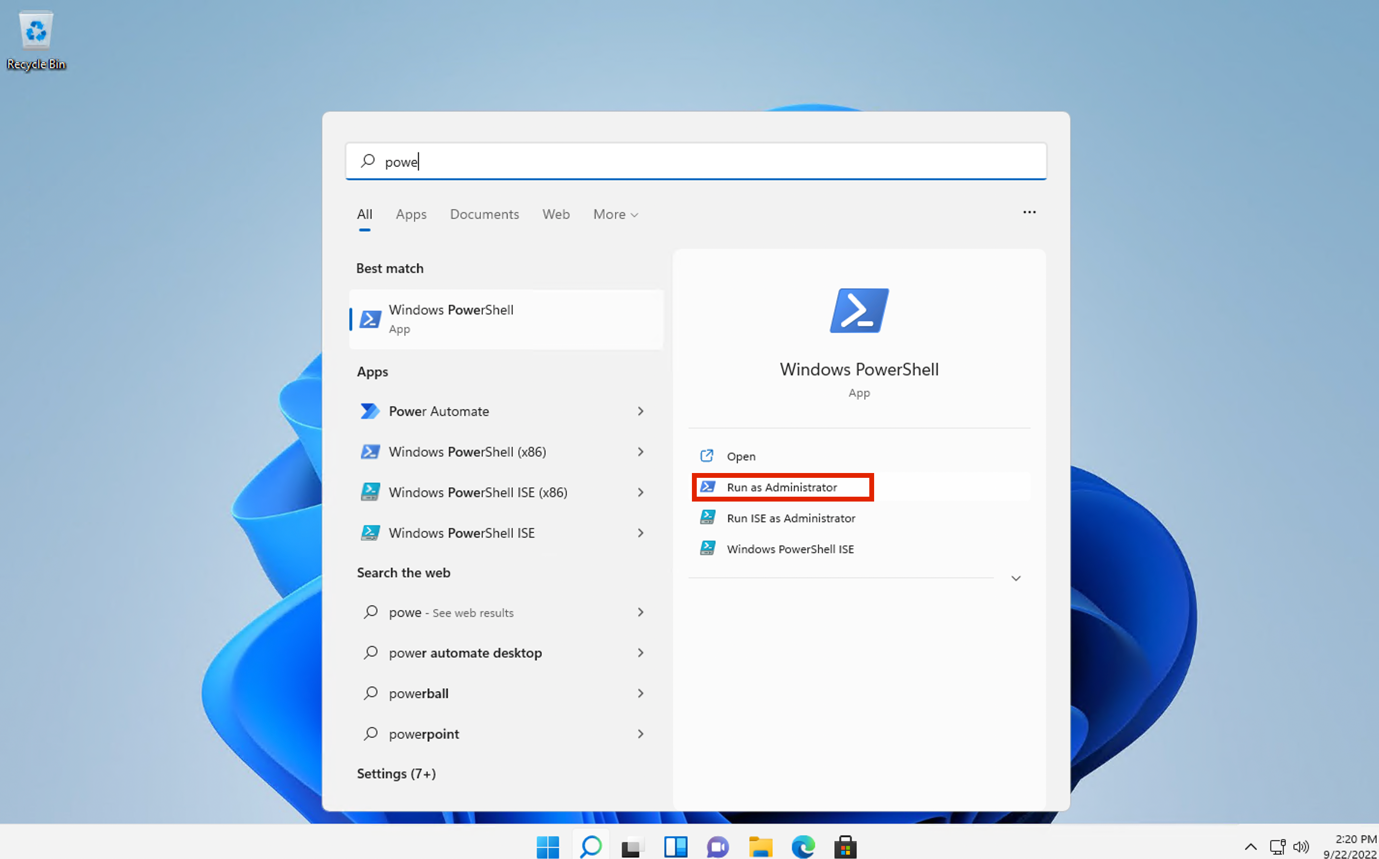 Recycle Bin
powe
All Apps Documents Web More
Best match
Windows PowerShell
App
Apps
Power Automate
Windows PowerShell (x86)
Windows PowerShell ISE (x86)
Windows PowerShell ISE
Search the web
powe - See web results
power automate desktop
powerball
powerpoint
Settings (7+)
Windows PowerShell
App
Open
Run as Administrator
Run ISE as Administrator
Windows PowerShell ISE
2:20 PM
9/22/2022